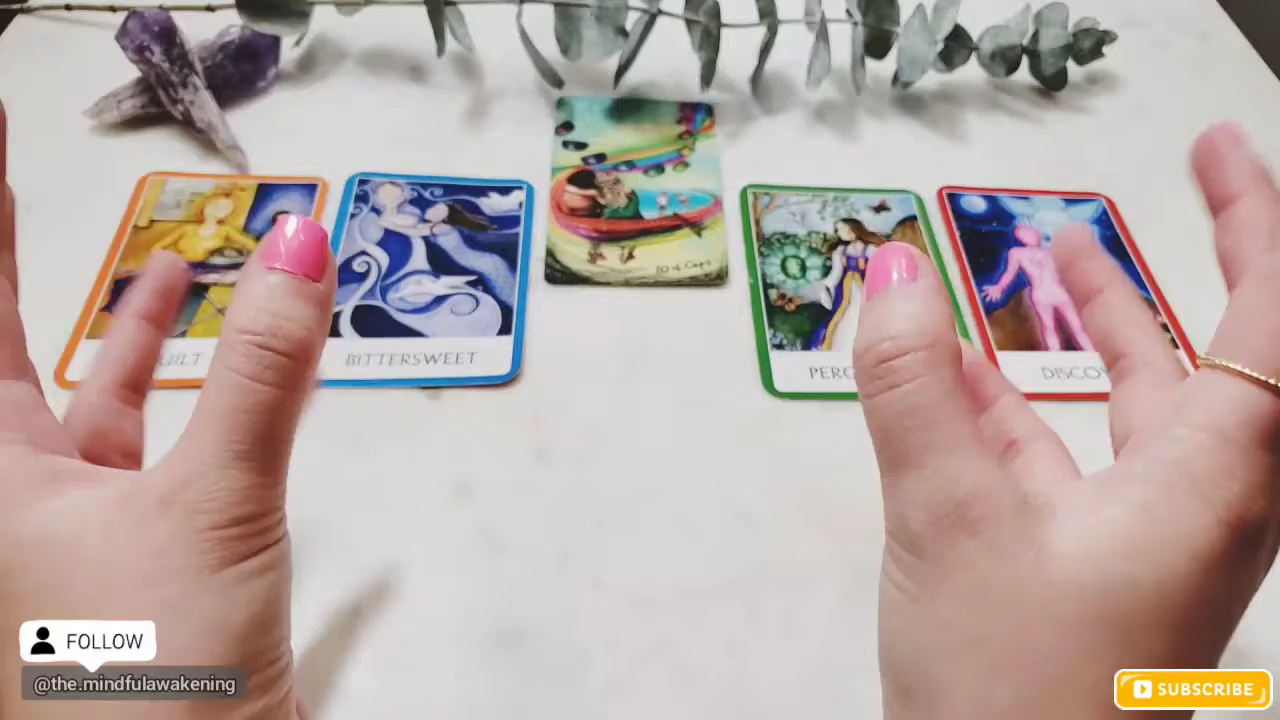 10 of Cups
BITTERSWEET
FOLLOW
@the.mindfulawakening
SUBSCRIBE